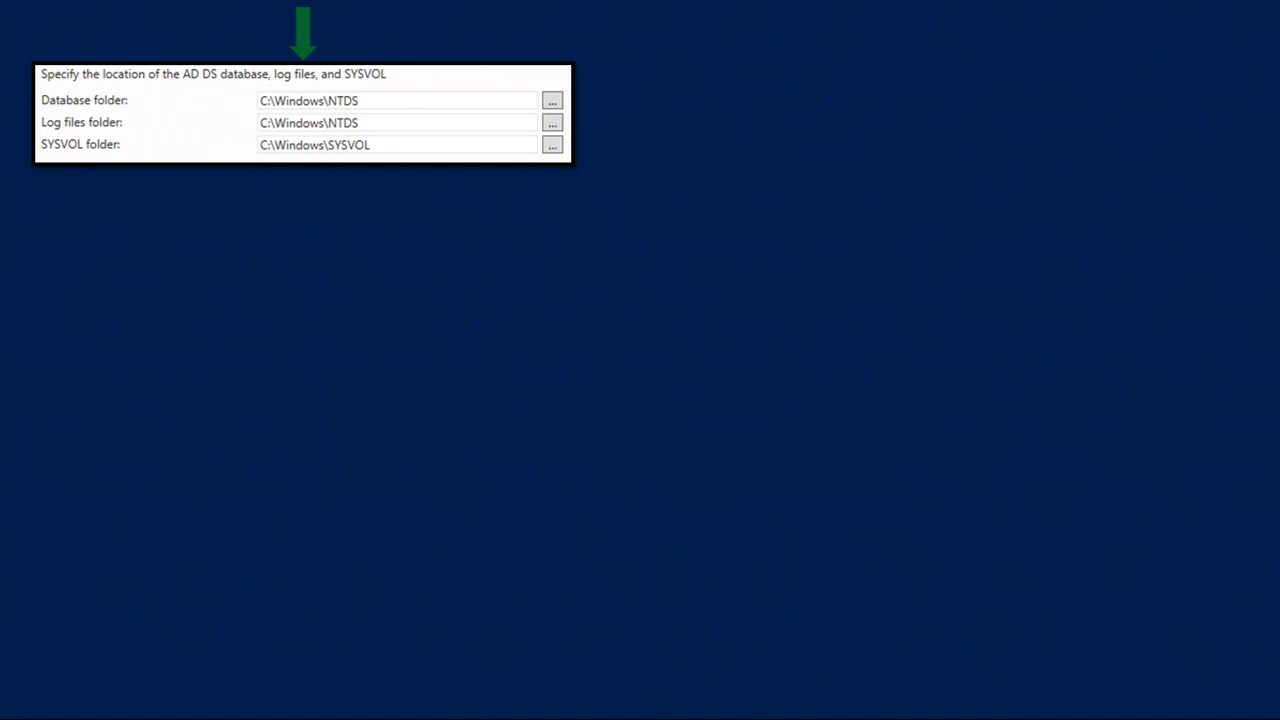 Specify the location of the AD DS database, log files, and SYSVOL
Database folder: C:\Windows\NTDS ...
Log files folder: C:\Windows\NTDS ...
SYSVOL folder: C:\Windows\SYSVOL ...